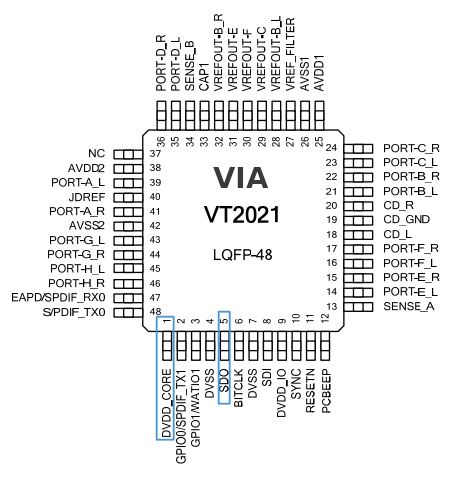 PORT-D_R
PORT-D_L
SENSE_B
CAP1
VREFOUT-B_R
VREFOUT-E
VREFOUT-F
VREFOUT-C
VREFOUT-B_L
VREF_FILTER
AVSS1
AVDD1
36 35 34 33 32 31 30 29 28 27 26 25
NC 37
AVDD2 38
PORT-A_L 39
JDREF 40
PORT-A_R 41
AVSS2 42
PORT-G_L 43
PORT-G_R 44
PORT-H_L 45
PORT-H_R 46
EAPD/SPDIF_RX0 47
S/PDIF_TX0 48
VIA
VT2021
LQFP-48
24 PORT-C_R
23 PORT-C_L
22 PORT-B_R
21 PORT-B_L
20 CD_R
19 CD_GND
18 CD_L
17 PORT-F_R
16 PORT-F_L
15 PORT-E_R
14 PORT-E_L
13 SENSE_A
1 2 3 4 5 6 7 8 9 10 11 12
DVDD_CORE
GPIO0/SPDIF_TX1
GPIO1/WATIO1
DVSS
SDO
BITCLK
DVSS
SDI
DVDD_IO
SYNC
RESETN
PCBEEP